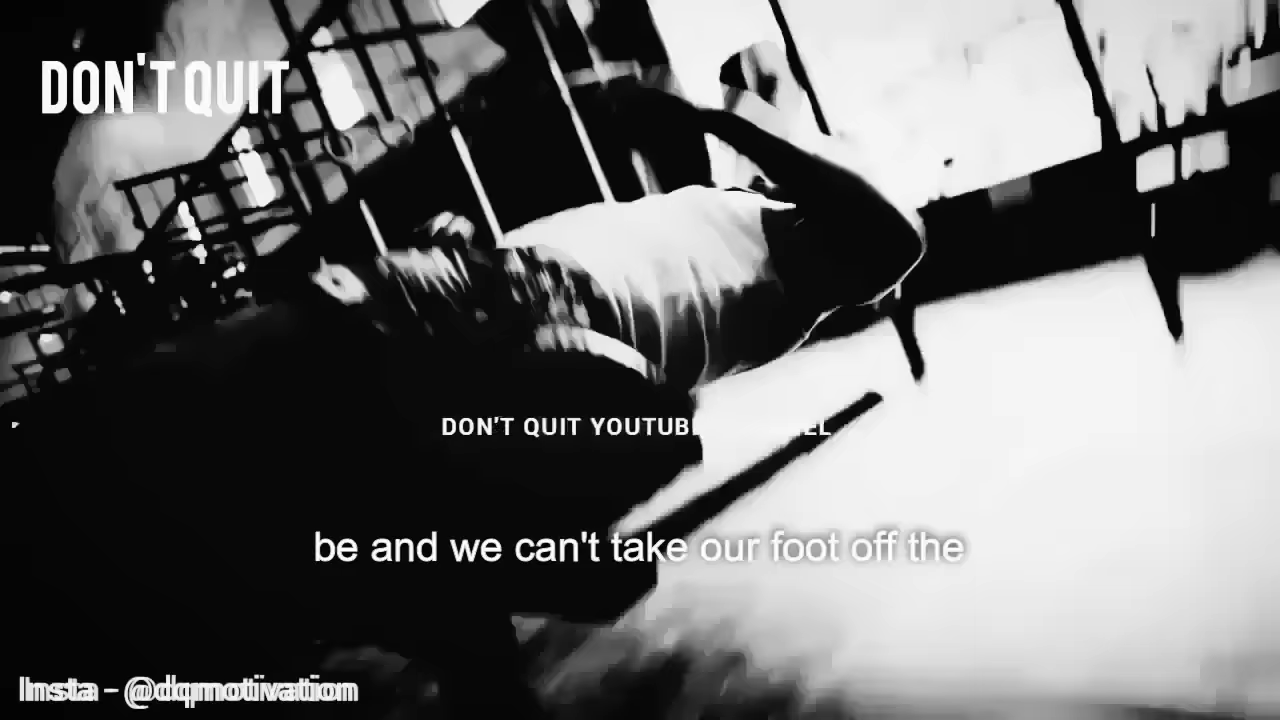 DON'T QUIT
DON'T QUIT YOUTUBE
be and we can't take our foot off the
Insta - @dqmotivation